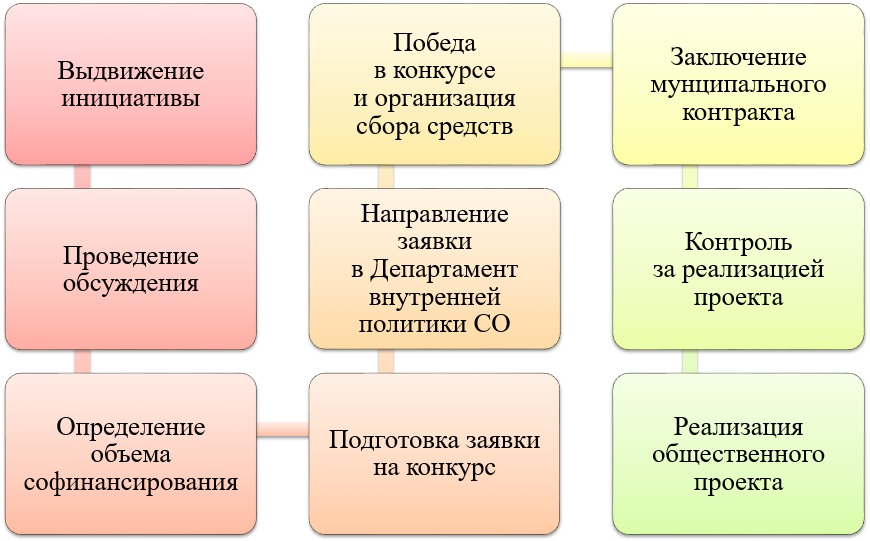 Выдвижение
инициативы
Проведение
обсуждения
Определение
объема
софинансирования
Подготовка заявки
на конкурс
Направление
заявки
в Департамент
внутренней
политики СО
Победа
в конкурсе
и организация
сбора средств
Заключение
мунципального
контракта
Контроль
за реализацией
проекта
Реализация
общественного
проекта